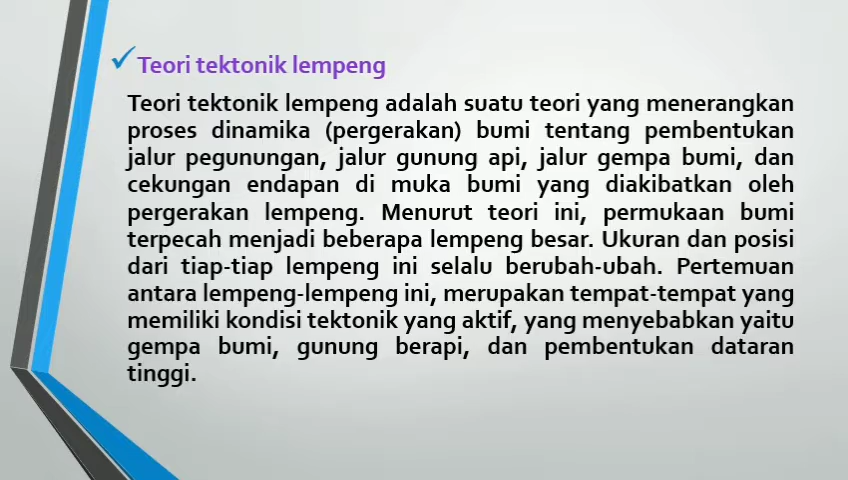 Teori tektonik lempeng
Teori tektonik lempeng adalah suatu teori yang menerangkan
proses dinamika (pergerakan) bumi tentang pembentukan
jalur pegunungan, jalur gunung api, jalur gempa bumi, dan
cekungan endapan di muka bumi yang diakibatkan oleh
pergerakan lempeng. Menurut teori ini, permukaan bumi
terpecah menjadi beberapa lempeng besar. Ukuran dan posisi
dari tiap-tiap lempeng ini selalu berubah-ubah. Pertemuan
antara lempeng-lempeng ini, merupakan tempat-tempat yang
memiliki kondisi tektonik yang aktif, yang menyebabkan yaitu
gempa bumi, gunung berapi, dan pembentukan dataran
tinggi.